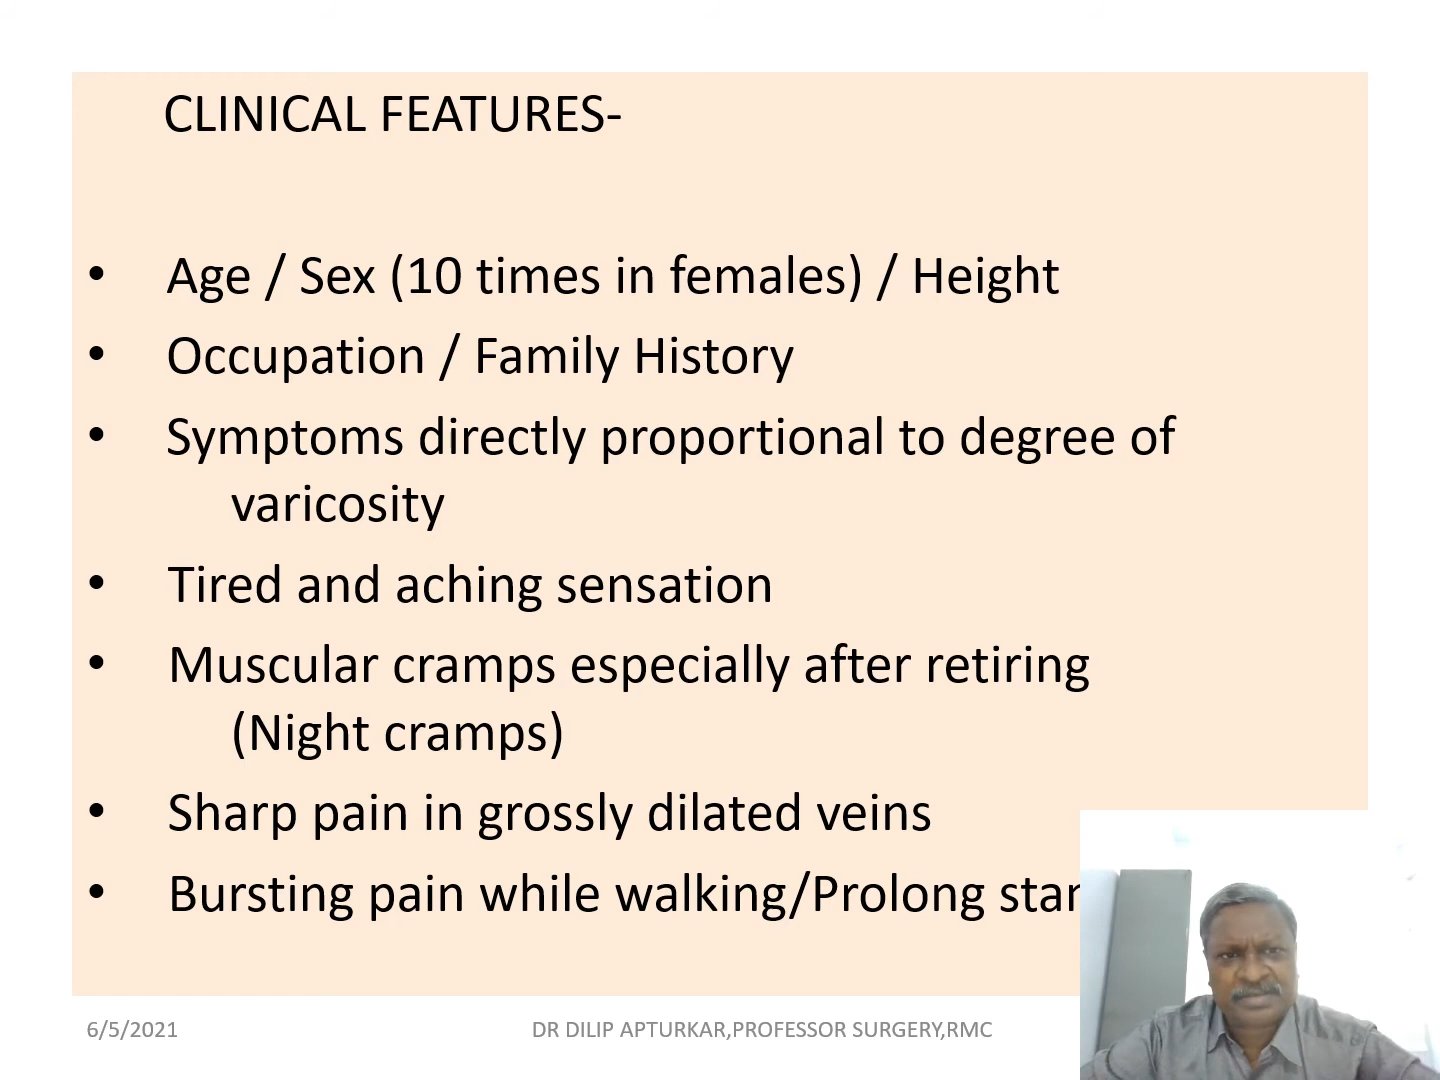 CLINICAL FEATURES-
• Age / Sex (10 times in females) / Height
• Occupation / Family History
• Symptoms directly proportional to degree of
varicosity
• Tired and aching sensation
• Muscular cramps especially after retiring
(Night cramps)
• Sharp pain in grossly dilated veins
• Bursting pain while walking/Prolong
6/5/2021
DR DILIP APTURKAR,PROFESSOR SURGERY,RMC